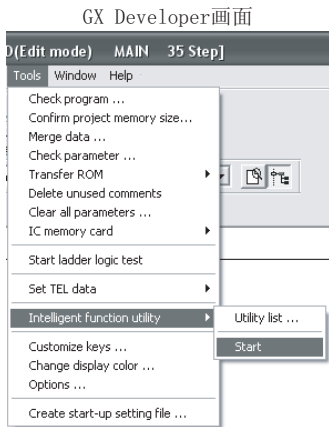 GX Developer画面
D(Edit mode) MAIN 35 Step]
Tools Window Help
Check program ...
Confirm project memory size...
Merge data ...
Check parameter ...
Transfer ROM
Delete unused comments
Clear all parameters ...
IC memory card
Start ladder logic test
Set TEL data
Intelligent function utility
Utility list ...
Start
Customize keys ...
Change display color ...
Options ...
Create start-up setting file ...